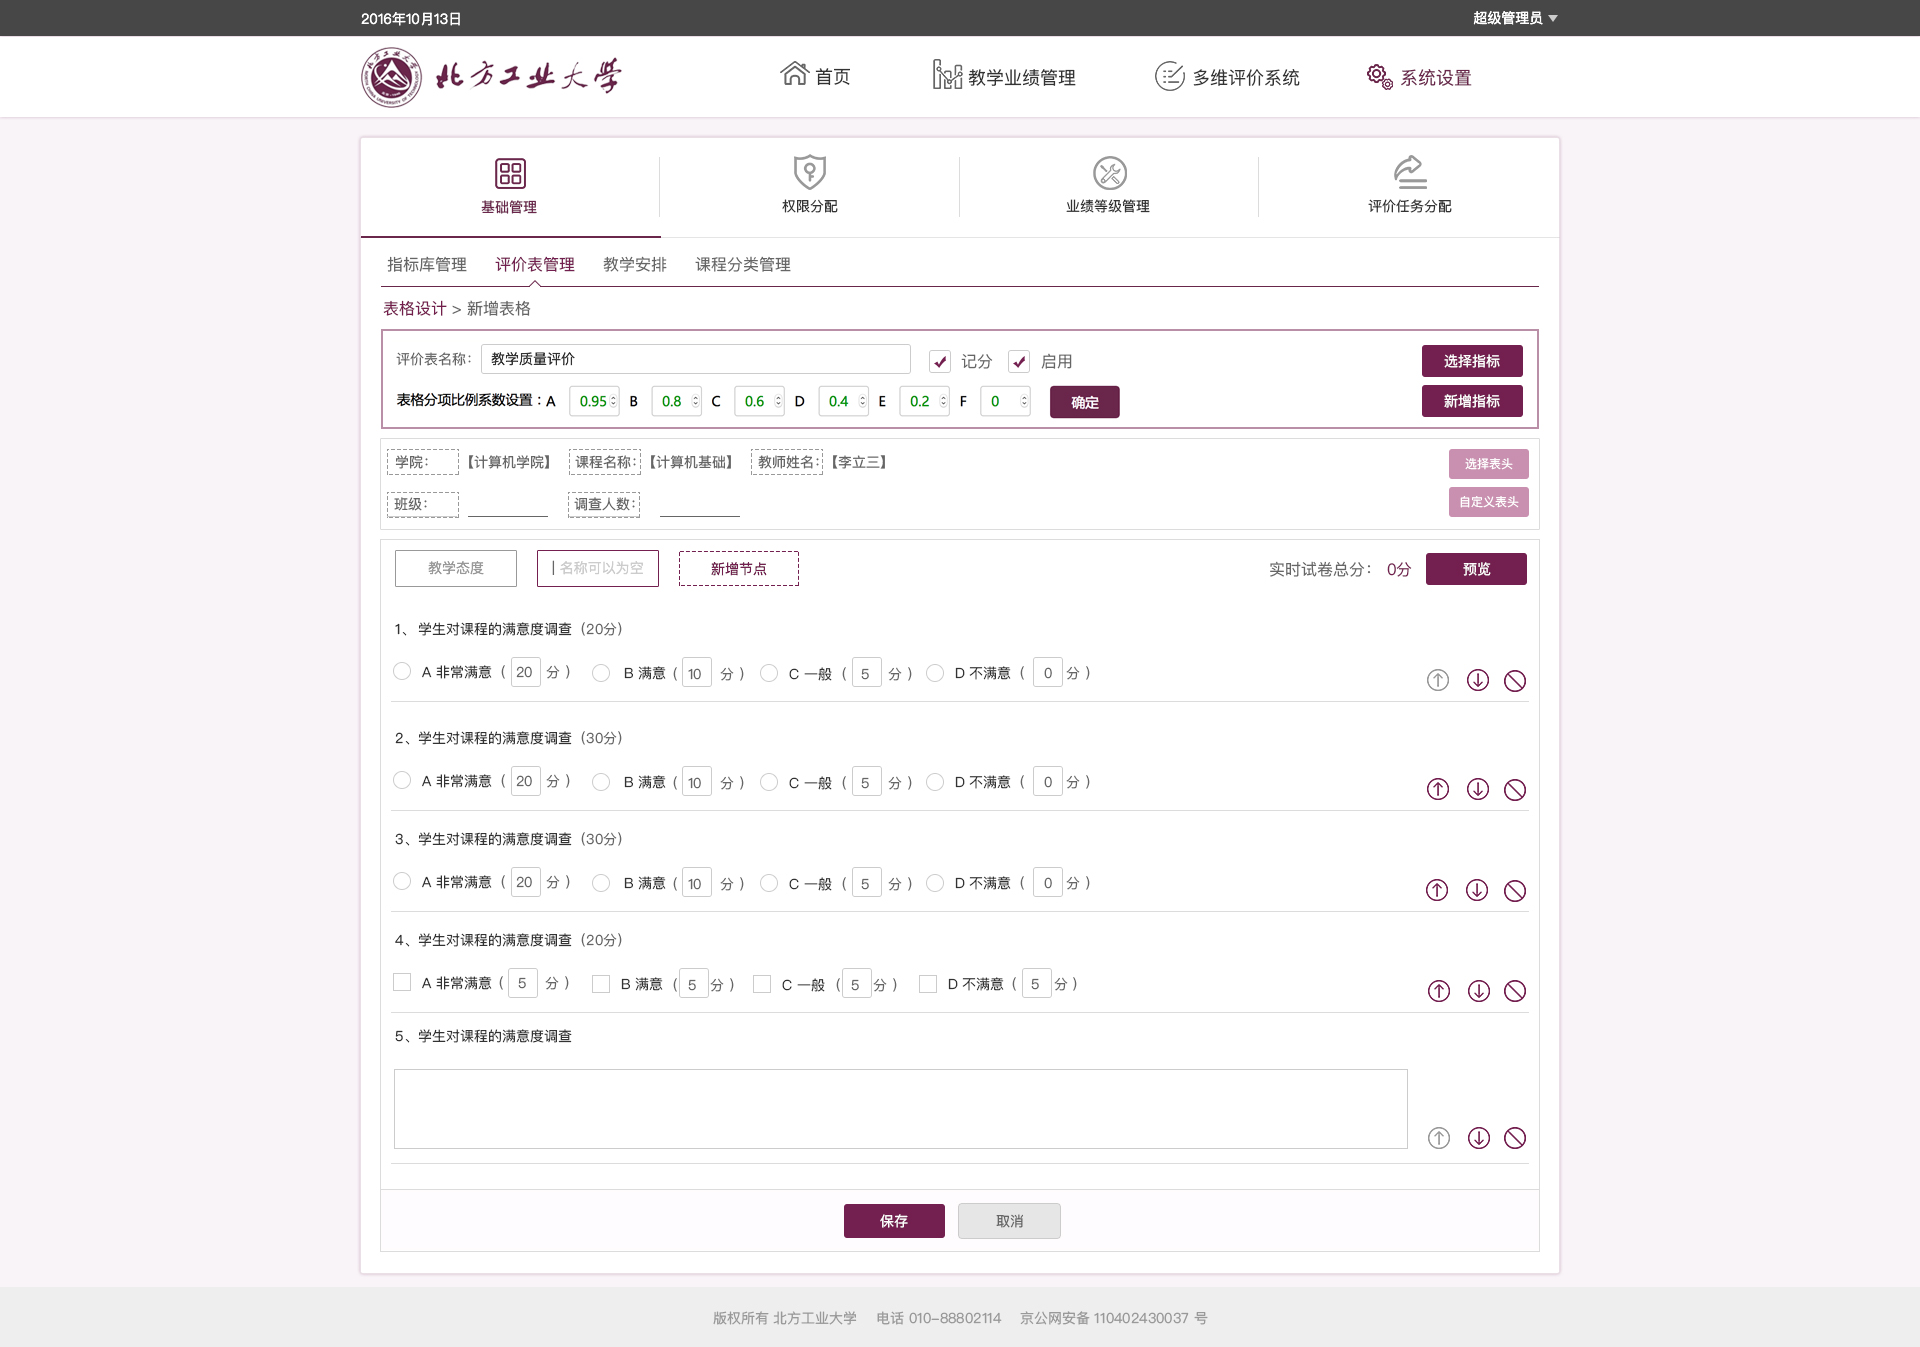 2016年10月13日 超级管理员
北方工业大学 首页 教学业绩管理 多维评价系统 系统设置
基础管理 权限分配 业绩等级管理 评价任务分配
指标库管理 评价表管理 教学安排 课程分类管理
表格设计 > 新增表格
评价表名称： 教学质量评价 记分 启用 选择指标
表格分项比例系数设置： A 0.95 B 0.8 C 0.6 D 0.4 E 0.2 F 0 确定 新增指标
学院： 【计算机学院】 课程名称： 【计算机基础】 教师姓名： 【李立三】 选择表头
班级： 调查人数： 自定义表头
教学态度 名称可以为空 新增节点 实时试卷总分： 0分 预览
1、 学生对课程的满意度调查（20分）
A 非常满意（ 20 分 ） B 满意（ 10 分 ） C 一般 （ 5 分 ） D 不满意 （ 0 分 ）
2、学生对课程的满意度调查（30分）
A 非常满意（ 20 分 ） B 满意（ 10 分 ） C 一般 （ 5 分 ） D 不满意 （ 0 分 ）
3、学生对课程的满意度调查（30分）
A 非常满意（ 20 分 ） B 满意（ 10 分 ） C 一般 （ 5 分 ） D 不满意 （ 0 分 ）
4、学生对课程的满意度调查（20分）
A 非常满意（ 5 分 ） B 满意 （ 5 分 ） C 一般 （ 5 分 ） D 不满意 （ 5 分 ）
5、学生对课程的满意度调查
保存 取消
版权所有 北方工业大学 电话 010-88802114 京公网安备 110402430037 号